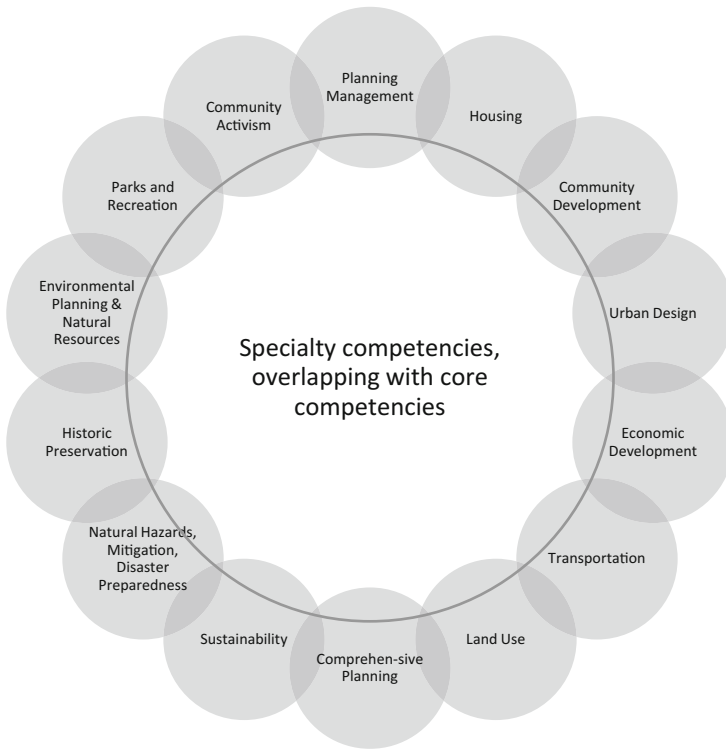 Planning
Management
Housing
Community
Development
Urban Design
Economic
Development
Transportation
Land Use
Comprehen-sive
Planning
Sustainability
Natural Hazards,
Mitigation,
Disaster
Preparedness
Historic
Preservation
Environmental
Planning &
Natural
Resources
Parks and
Recreation
Community
Activism
Specialty competencies,
overlapping with core
competencies